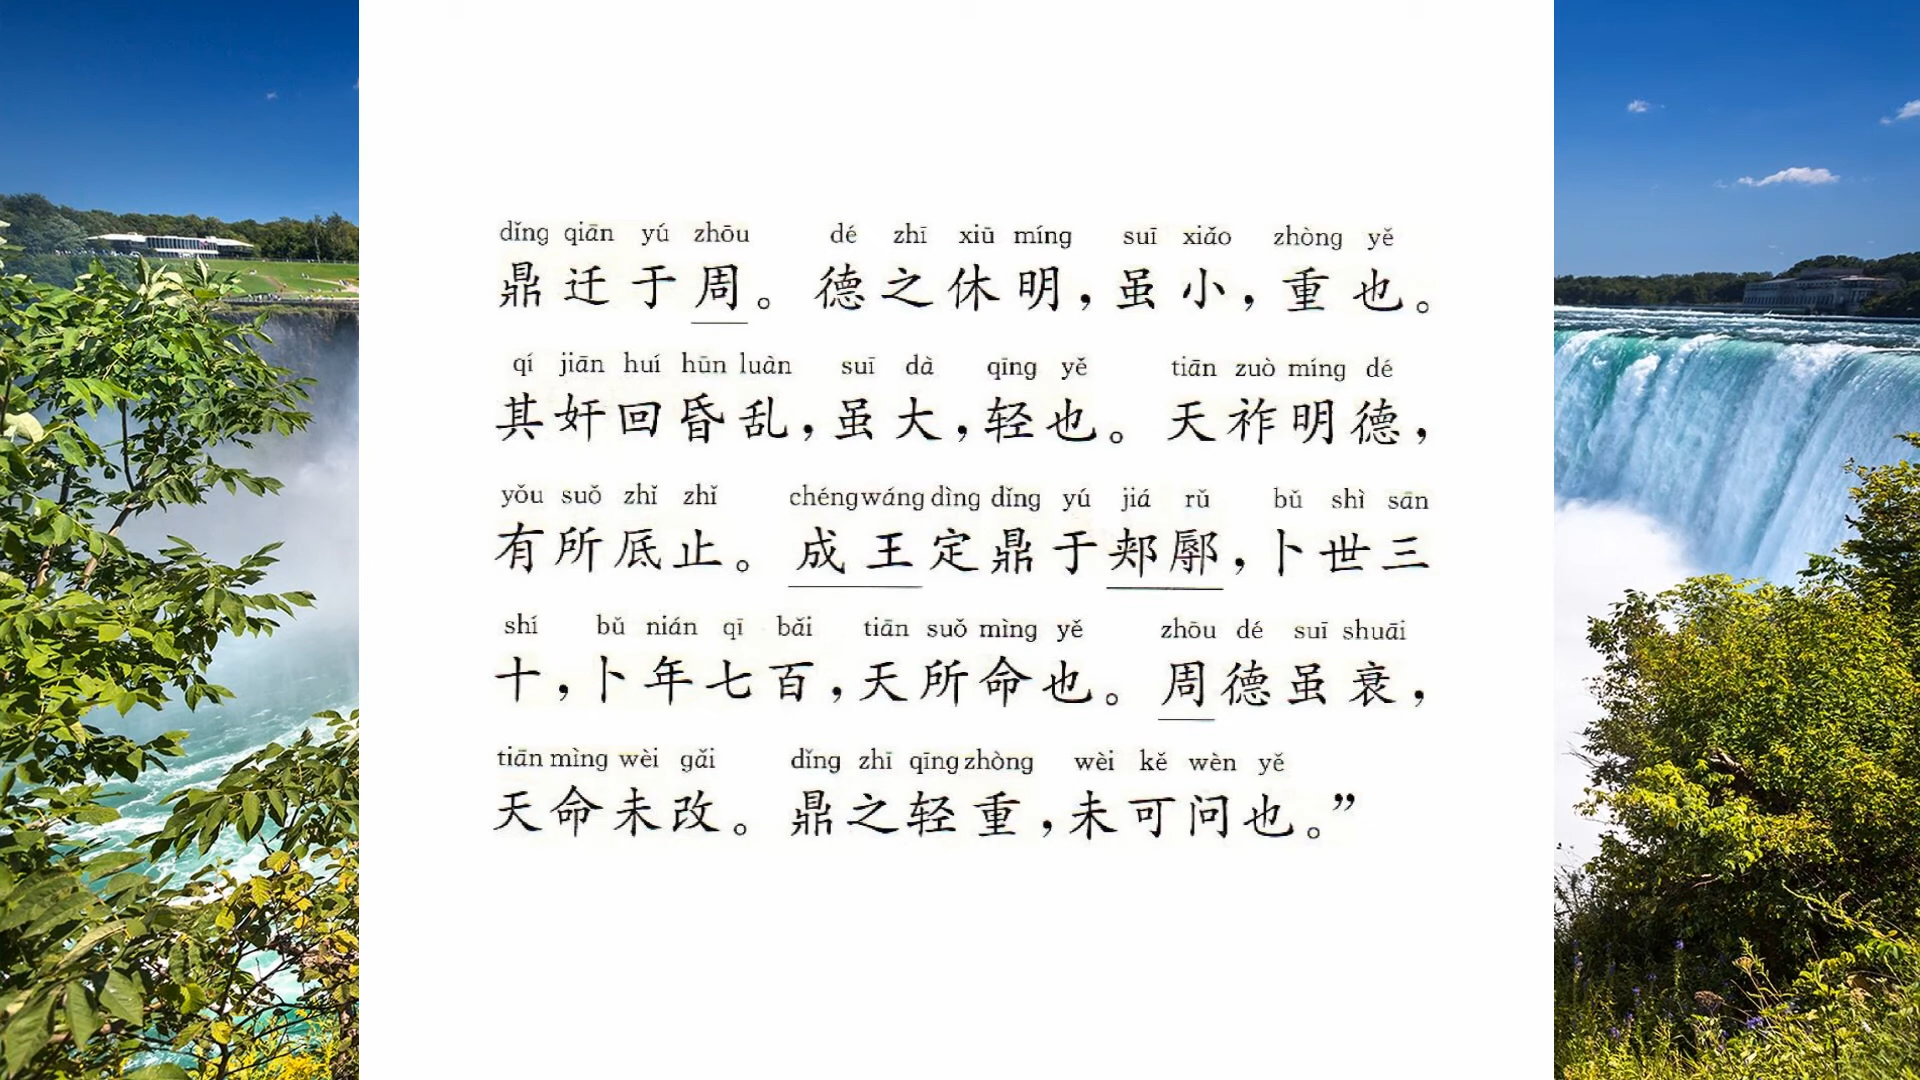 dǐng qiān yú zhōu dé zhī xiū míng suī xiǎo zhòng yě
鼎迁于周。德之休明，虽小，重也。
qí jiān huí hūn luàn suī dà qīng yě tiān zuò míng dé
其奸回昏乱，虽大，轻也。天祚明德，
yǒu suǒ zhǐ zhǐ chéng wáng dìng dǐng yú jiá rǔ bǔ shì sān
有所厎止。成王定鼎于郏鄏，卜世三
shí bǔ nián qī bǎi tiān suǒ mìng yě zhōu dé suī shuāi
十，卜年七百，天所命也。周德虽衰，
tiān mìng wèi gǎi dǐng zhī qīng zhòng wèi kě wèn yě
天命未改。鼎之轻重，未可问也。”